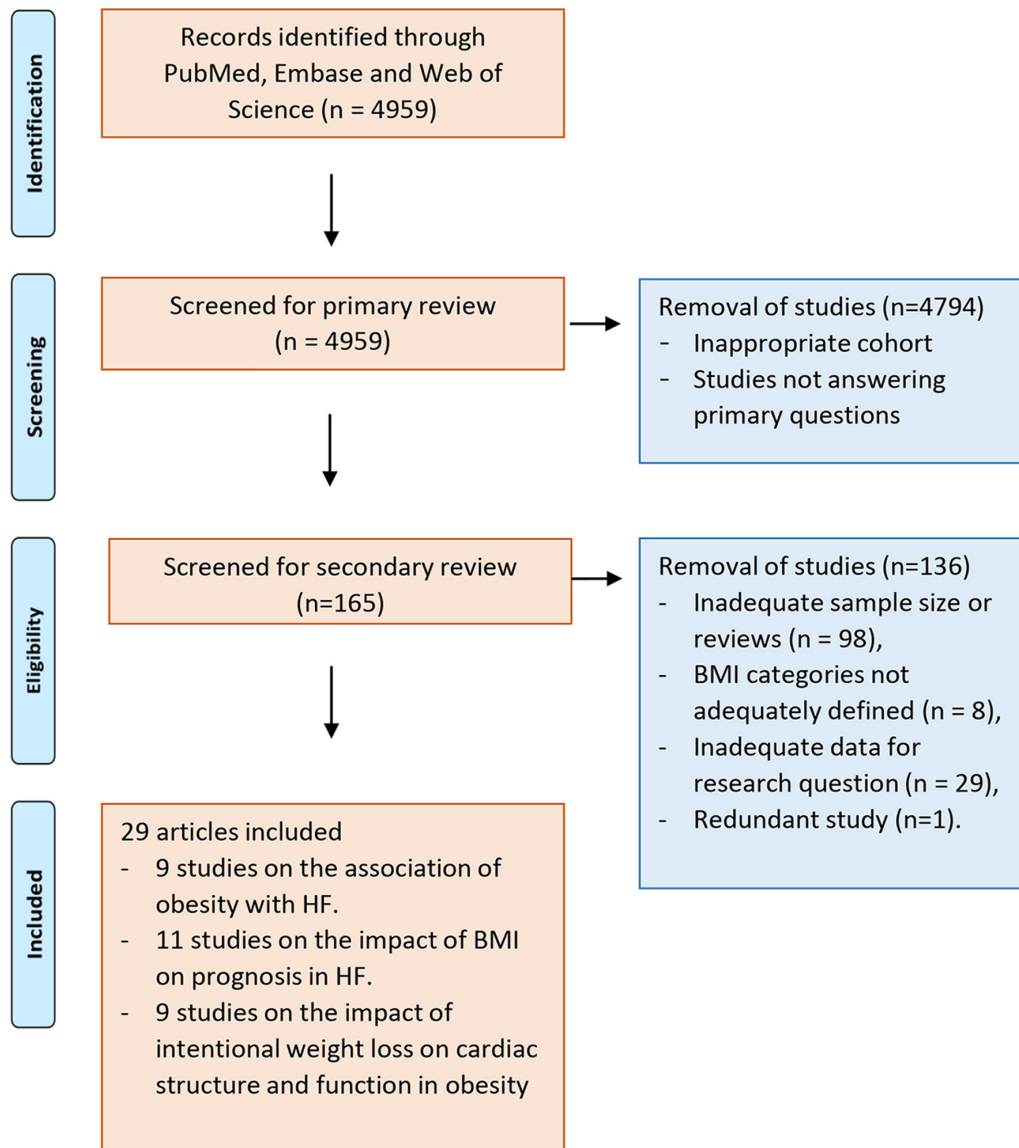 Identification
Records identified through
PubMed, Embase and Web of
Science (n = 4959)
Screening
Screened for primary review
(n = 4959)
Removal of studies (n=4794)
- Inappropriate cohort
- Studies not answering
primary questions
Eligibility
Screened for secondary review
(n=165)
Removal of studies (n=136)
- Inadequate sample size or
reviews (n = 98),
- BMI categories not
adequately defined (n = 8),
- Inadequate data for
research question (n = 29),
- Redundant study (n=1).
Included
29 articles included
- 9 studies on the association of
obesity with HF.
- 11 studies on the impact of BMI
on prognosis in HF.
- 9 studies on the impact of
intentional weight loss on cardiac
structure and function in obesity